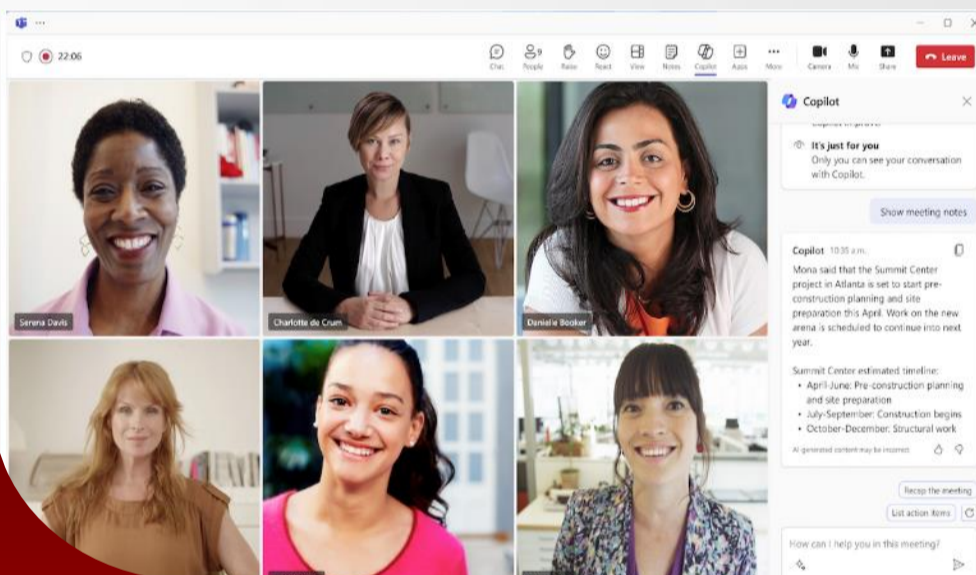 22:06
Chat
People 9
Raise
React
View
Notes
Copilot
Apps
More
Camera
Mic
Share
Leave
Serena Davis
Charlotte de Crum
Danielle Booker
Copilot
It's just for you
Only you can see your conversation
with Copilot.
Show meeting notes
Copilot 10:35 a.m.
Mona said that the Summit Center
project in Atlanta is set to start pre-
construction planning and site
preparation this April. Work on the new
arena is scheduled to continue into next
year.
Summit Center estimated timeline:
• April-June: Pre-construction planning
and site preparation
• July-September: Construction begins
• October-December: Structural work
AI-generated content may be incorrect
Recap the meeting
List action items
How can I help you in this meeting?